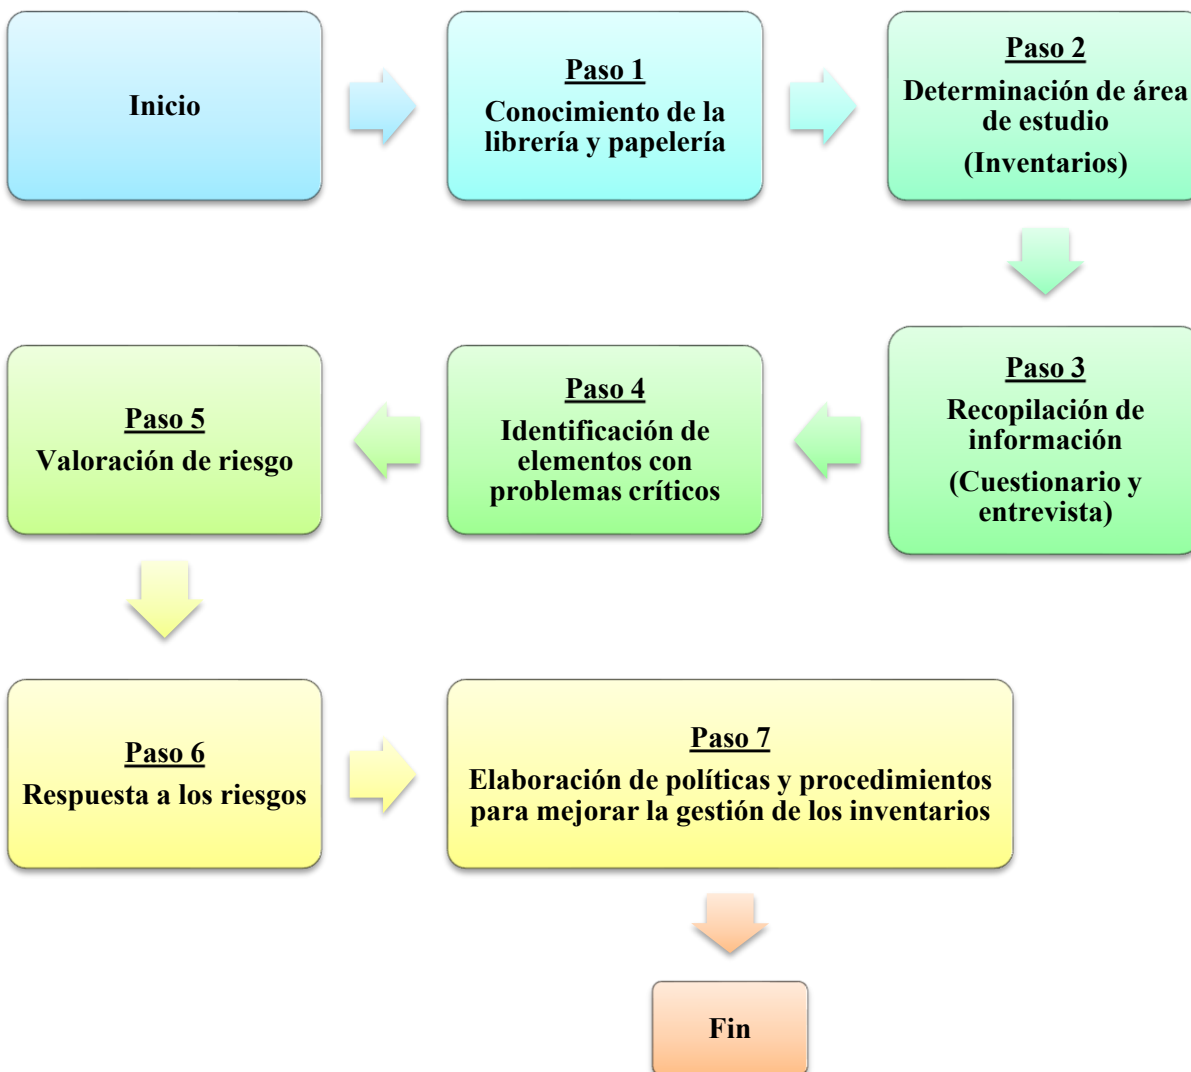 Inicio
Paso 1
Conocimiento de la
librería y papelería
Paso 2
Determinación de área
de estudio
(Inventarios)
Paso 3
Recopilación de
información
(Cuestionario y
entrevista)
Paso 4
Identificación de
elementos con
problemas críticos
Paso 5
Valoración de riesgo
Paso 6
Respuesta a los riesgos
Paso 7
Elaboración de políticas y procedimientos
para mejorar la gestión de los inventarios
Fin